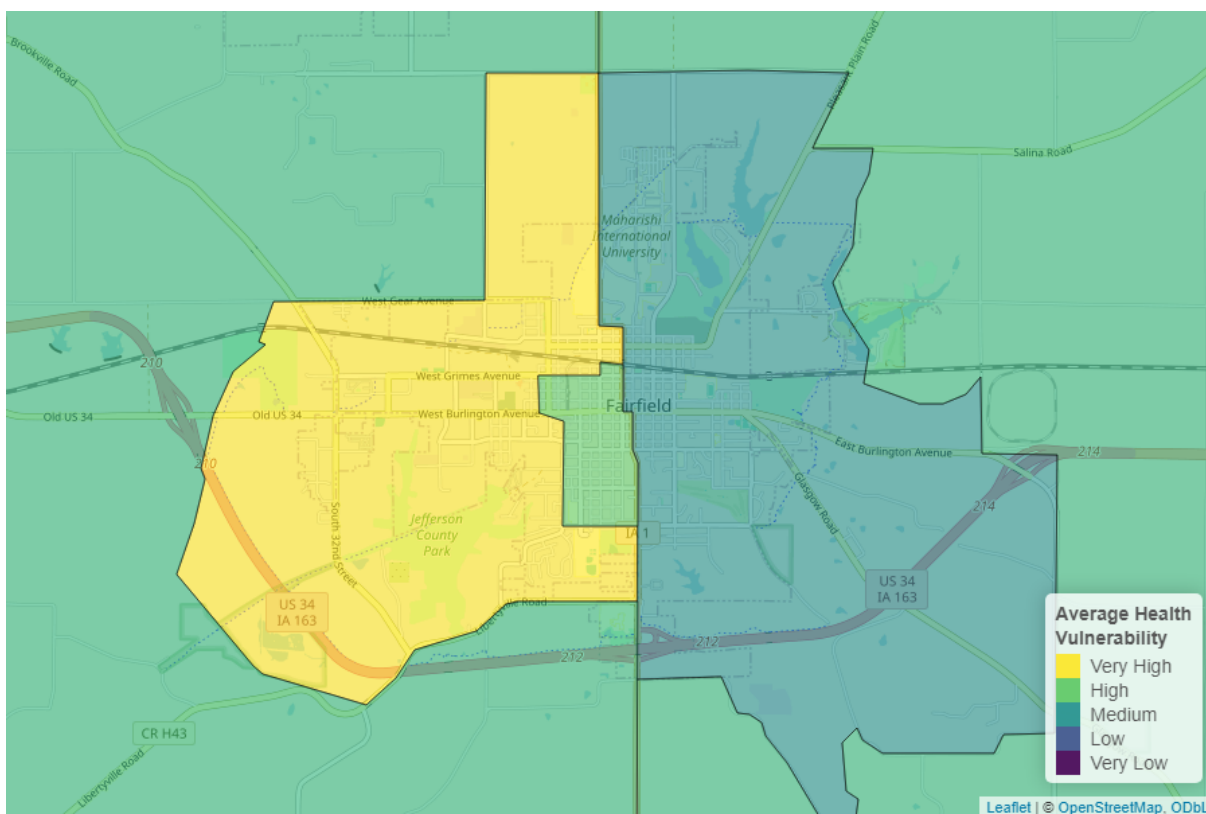 Brookville Road
Pleasant Plain Road
Salina Road
Maharishi
International
University
West Gear Avenue
210
West Grimes Avenue
Old US 34
Old US 34
West Burlington Avenue
Fairfield
East Burlington Avenue
214
210
Glasgow Road
214
South 32nd Street
Jefferson
County
Park
IA 1
US 34
IA 163
US 34
IA 163
Libertyville Road
212
212
CR H43
Libertyville Road
Average Health
Vulnerability
Very High
High
Medium
Low
Very Low
Leaflet | © OpenStreetMap, ODbL